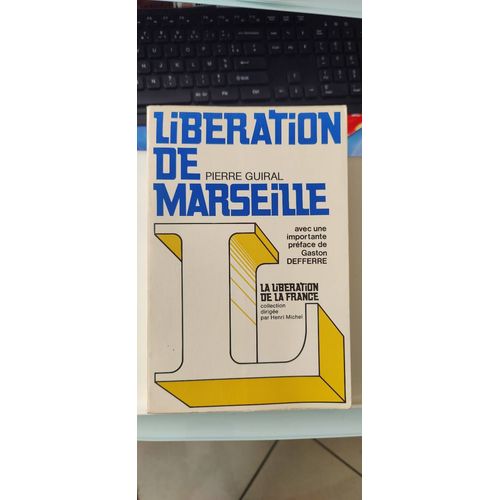 LiBERATiON
DE
PIERRE GUIRAL
MARSEiLLE
avec une
importante
préface de
Gaston
DEFFERRE
L
LA LiBERATiON
DE LA FRANCE
collection
dirigée
par Henri Michel